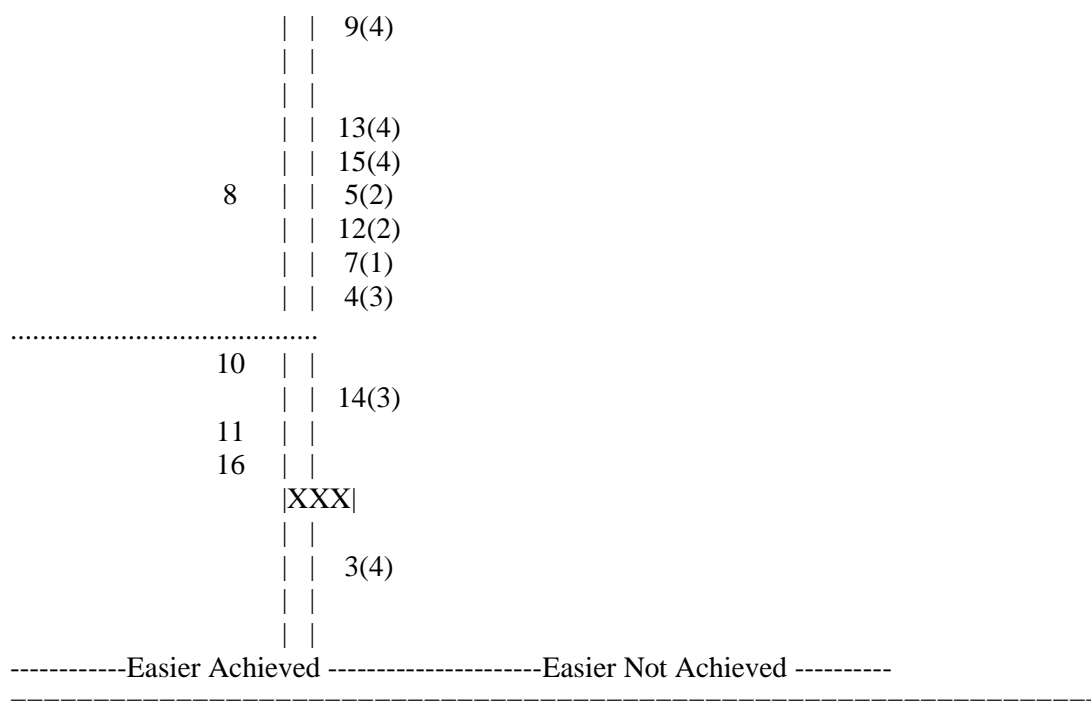 | | 9(4)
| |
| |
| | 13(4)
| | 15(4)
8 | | 5(2)
| | 12(2)
| | 7(1)
| | 4(3)
..........................................
10 | |
| | 14(3)
11 | |
16 | |
|XXX|
| |
| | 3(4)
| |
| |
------------Easier Achieved ----------------------Easier Not Achieved ----------